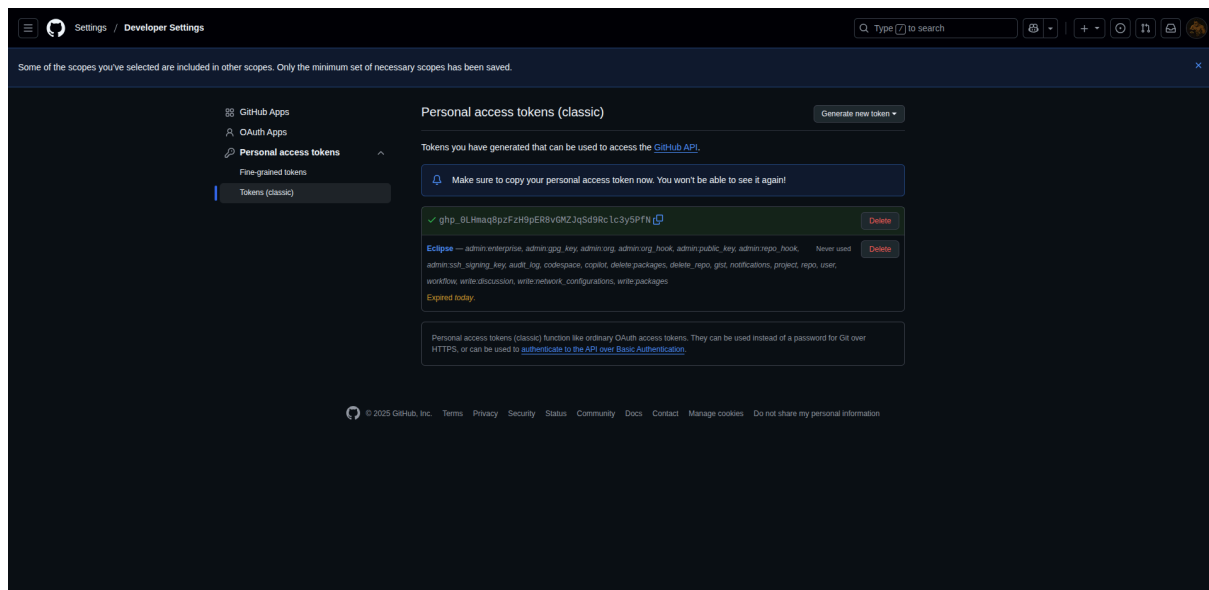 Settings / Developer Settings
Type / to search
Some of the scopes you've selected are included in other scopes. Only the minimum set of necessary scopes has been saved.
GitHub Apps
OAuth Apps
Personal access tokens
Fine-grained tokens
Tokens (classic)
Personal access tokens (classic)
Generate new token
Tokens you have generated that can be used to access the GitHub API.
Make sure to copy your personal access token now. You won't be able to see it again!
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
Delete
Eclipse — admin:enterprise, admin:gpg_key, admin:org, admin:org_hook, admin:public_key, admin:repo_hook,
admin:ssh_signing_key, audit_log, codespace, copilot, delete:packages, delete_repo, gist, notifications, project, repo, user,
workflow, write:discussion, write:network_configurations, write:packages
Never used
Delete
Expired today.
Personal access tokens (classic) function like ordinary OAuth access tokens. They can be used instead of a password for Git over
HTTPS, or can be used to authenticate to the API over Basic Authentication.
© 2025 GitHub, Inc. Terms Privacy Security Status Community Docs Contact Manage cookies Do not share my personal information